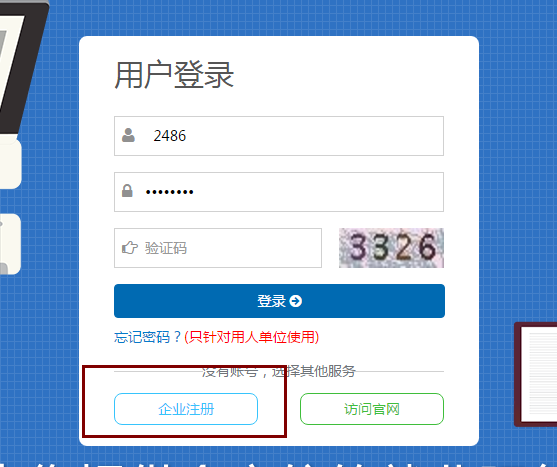 用户登录
2486
••••••••
验证码
3326
登录
忘记密码？(只针对用人单位使用)
没有账号，选择其他服务
企业注册 访问官网